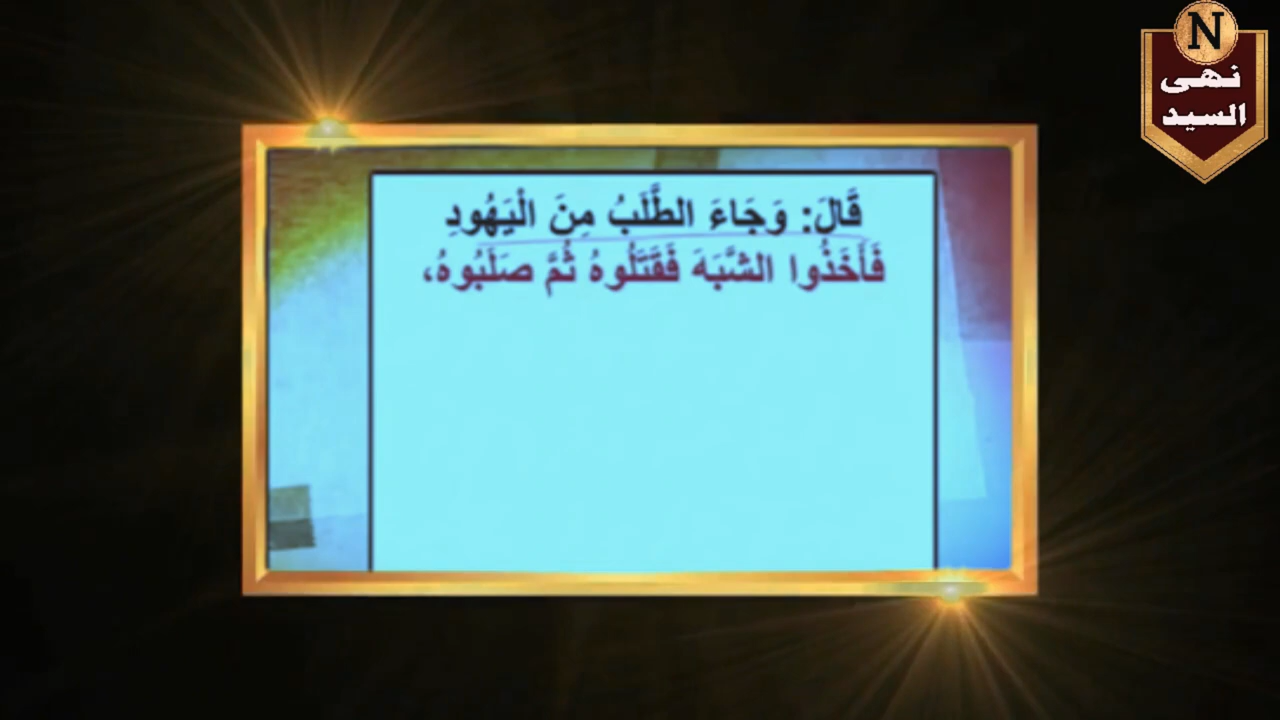 N
نهى
السيد
قَالَ: وَجَاءَ الطَّلَبُ مِنَ الْيَهُودِ
فَأَخَذُوا الشَّبَهَ فَقَتَلُوهُ ثُمَّ صَلَبُوهُ،